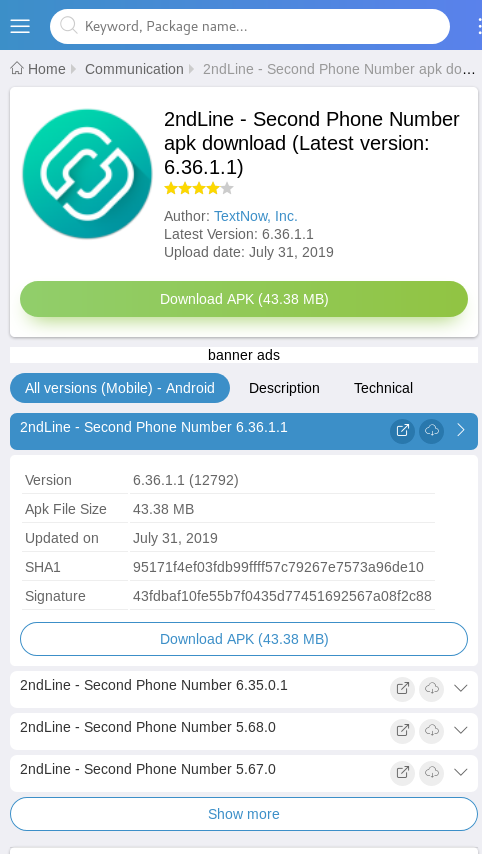 Keyword, Package name...
Home Communication 2ndLine - Second Phone Number apk do...
2ndLine - Second Phone Number
apk download (Latest version:
6.36.1.1)
Author: TextNow, Inc.
Latest Version: 6.36.1.1
Upload date: July 31, 2019
Download APK (43.38 MB)
banner ads
All versions (Mobile) - Android Description Technical
2ndLine - Second Phone Number 6.36.1.1
Version 6.36.1.1 (12792)
Apk File Size 43.38 MB
Updated on July 31, 2019
SHA1 95171f4ef03fdb99ffff57c79267e7573a96de10
Signature 43fdbaf10fe55b7f0435d77451692567a08f2c88
Download APK (43.38 MB)
2ndLine - Second Phone Number 6.35.0.1
2ndLine - Second Phone Number 5.68.0
2ndLine - Second Phone Number 5.67.0
Show more